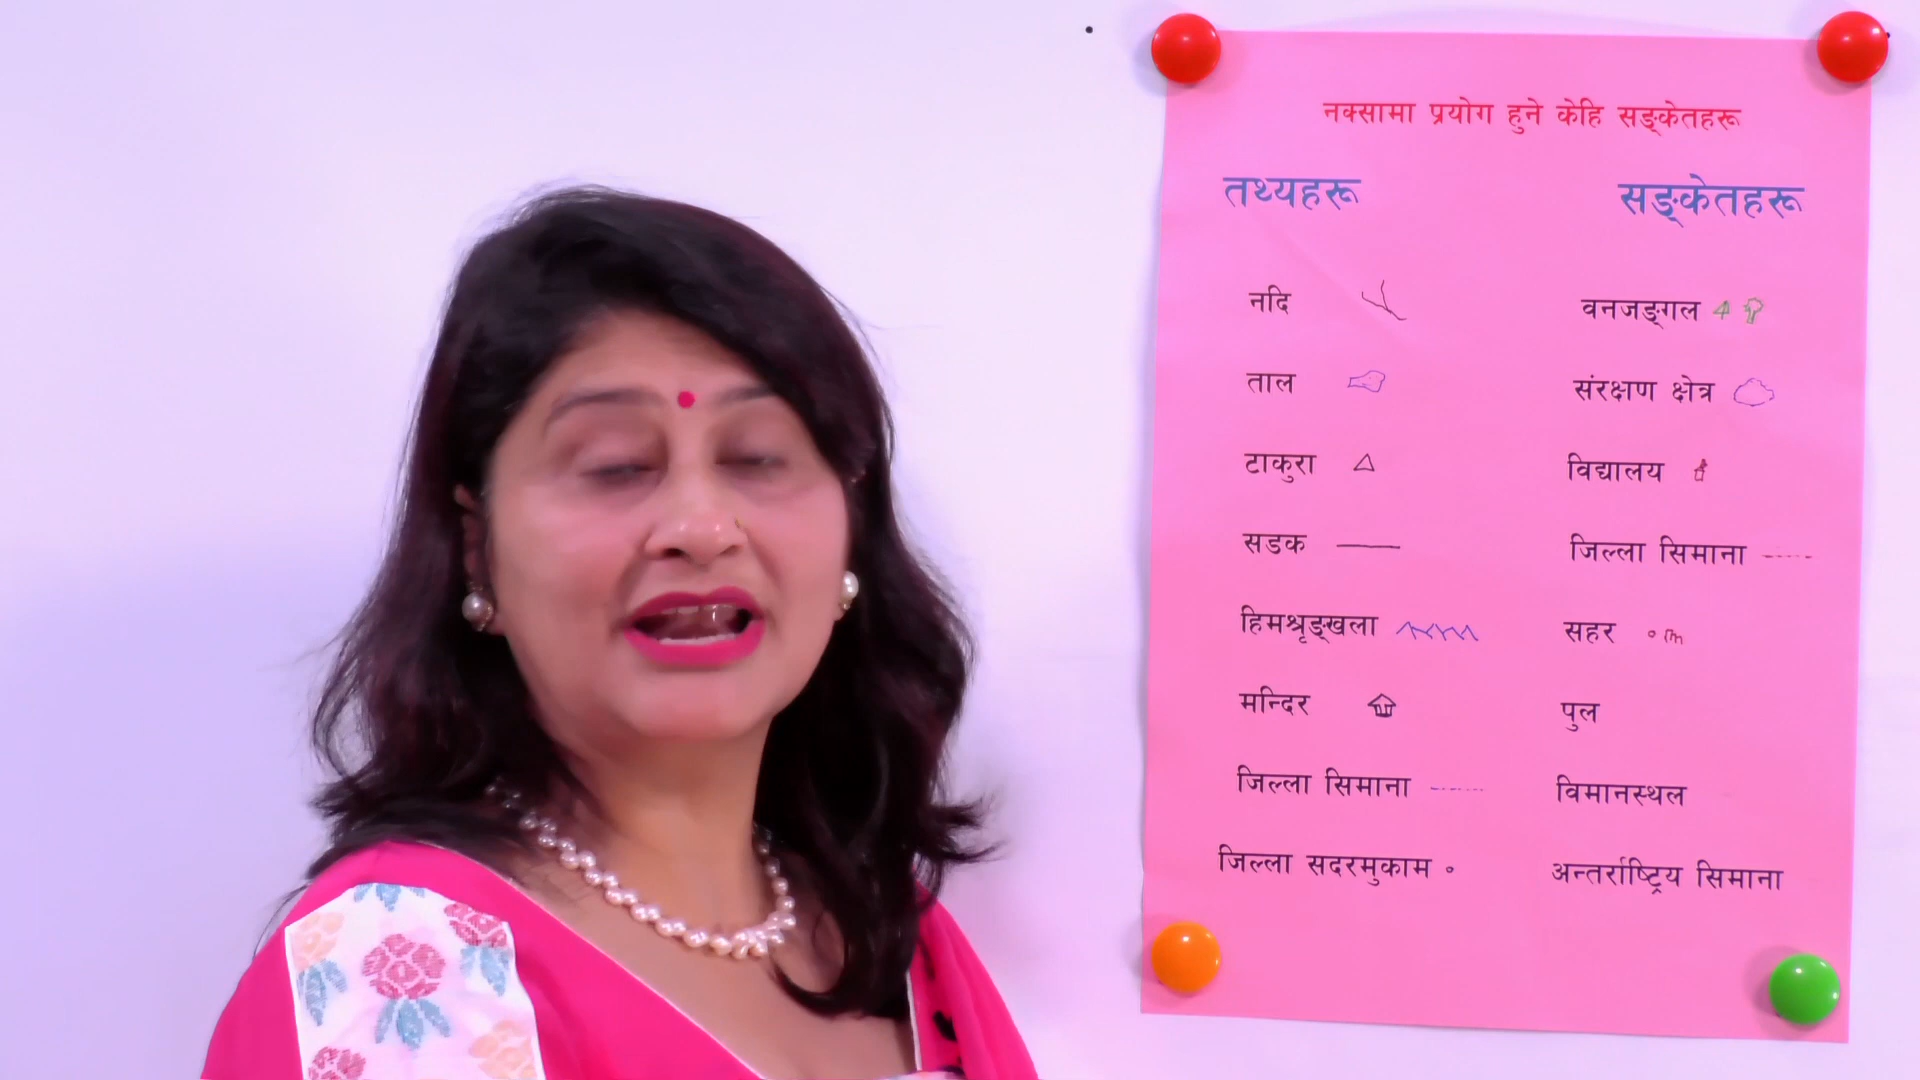 नक्सामा प्रयोग हुने केहि सङ्केतहरू
तथ्यहरू सङ्केतहरू
नदि वनजङ्गल
ताल संरक्षण क्षेत्र
टाकुरा विद्यालय
सडक जिल्ला सिमाना
हिमश्रृङ्खला सहर
मन्दिर पुल
जिल्ला सिमाना विमानस्थल
जिल्ला सदरमुकाम अन्तर्राष्ट्रिय सिमाना